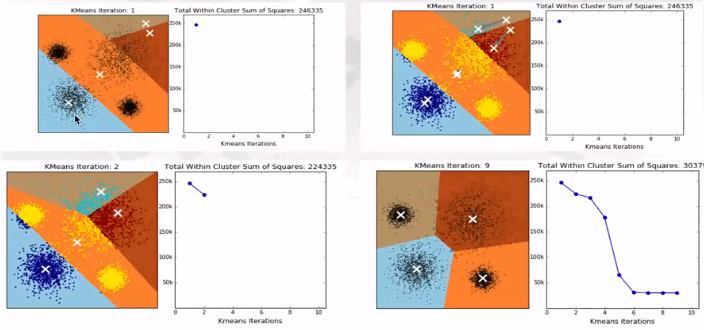 KMeans Iteration: 1
Total Within Cluster Sum of Squares: 246335
250k
200k
150k
100k
50k
0 2 4 6 8 10
Kmeans Iterations
KMeans Iteration: 1
Total Within Cluster Sum of Squares: 246335
250k
200k
150k
100k
50k
0 2 4 6 8 10
Kmeans Iterations
KMeans Iteration: 2
Total Within Cluster Sum of Squares: 224335
250k
200k
150k
100k
50k
0 2 4 6 8 10
Kmeans Iterations
KMeans Iteration: 9
Total Within Cluster Sum of Squares: 30379
250k
200k
150k
100k
50k
0 2 4 6 8 10
Kmeans Iterations